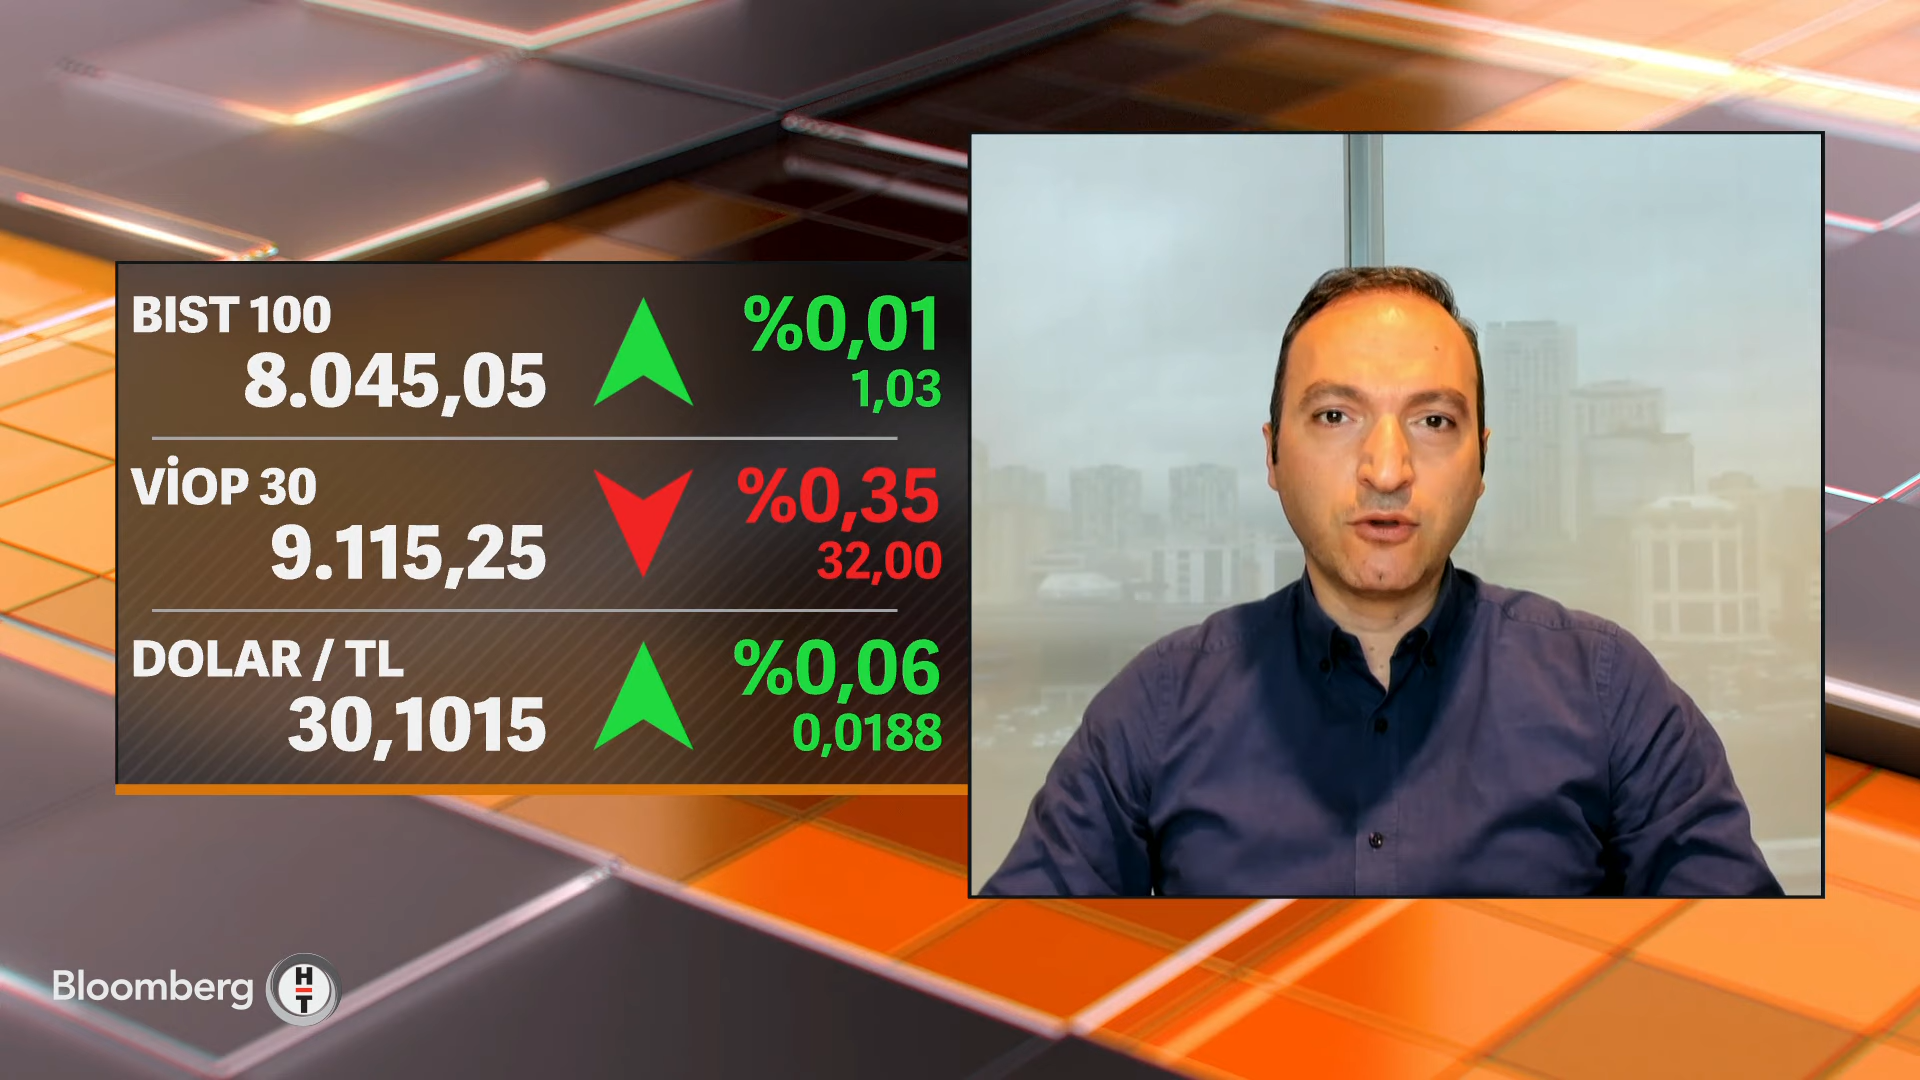 BIST 100
8.045,05
%0,01
1,03
VİOP 30
9.115,25
%0,35
32,00
DOLAR / TL
30,1015
%0,06
0,0188
Bloomberg HT